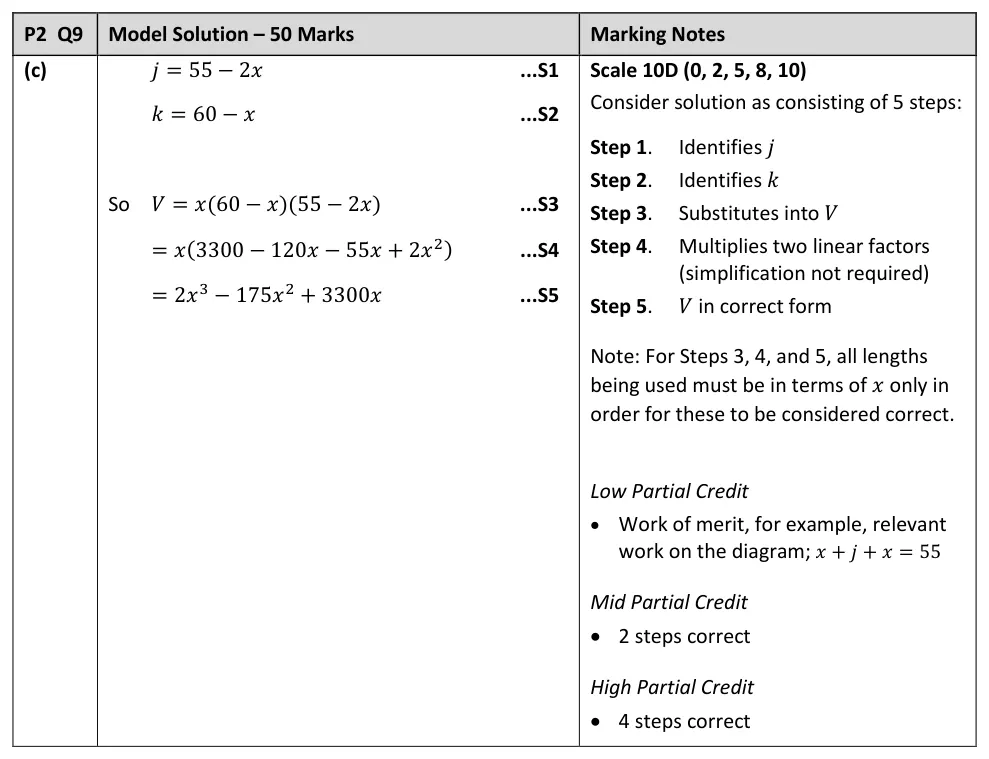 P2 Q9 Model Solution – 50 Marks Marking Notes
(c)
j = 55 − 2x ...S1
k = 60 − x ...S2
So V = x(60 − x)(55 − 2x) ...S3
= x(3300 − 120x − 55x + 2x²) ...S4
= 2x³ − 175x² + 3300x ...S5
Scale 10D (0, 2, 5, 8, 10)
Consider solution as consisting of 5 steps:
Step 1. Identifies j
Step 2. Identifies k
Step 3. Substitutes into V
Step 4. Multiplies two linear factors
(simplification not required)
Step 5. V in correct form
Note: For Steps 3, 4, and 5, all lengths
being used must be in terms of x only in
order for these to be considered correct.
Low Partial Credit
• Work of merit, for example, relevant
work on the diagram; x + j + x = 55
Mid Partial Credit
• 2 steps correct
High Partial Credit
• 4 steps correct